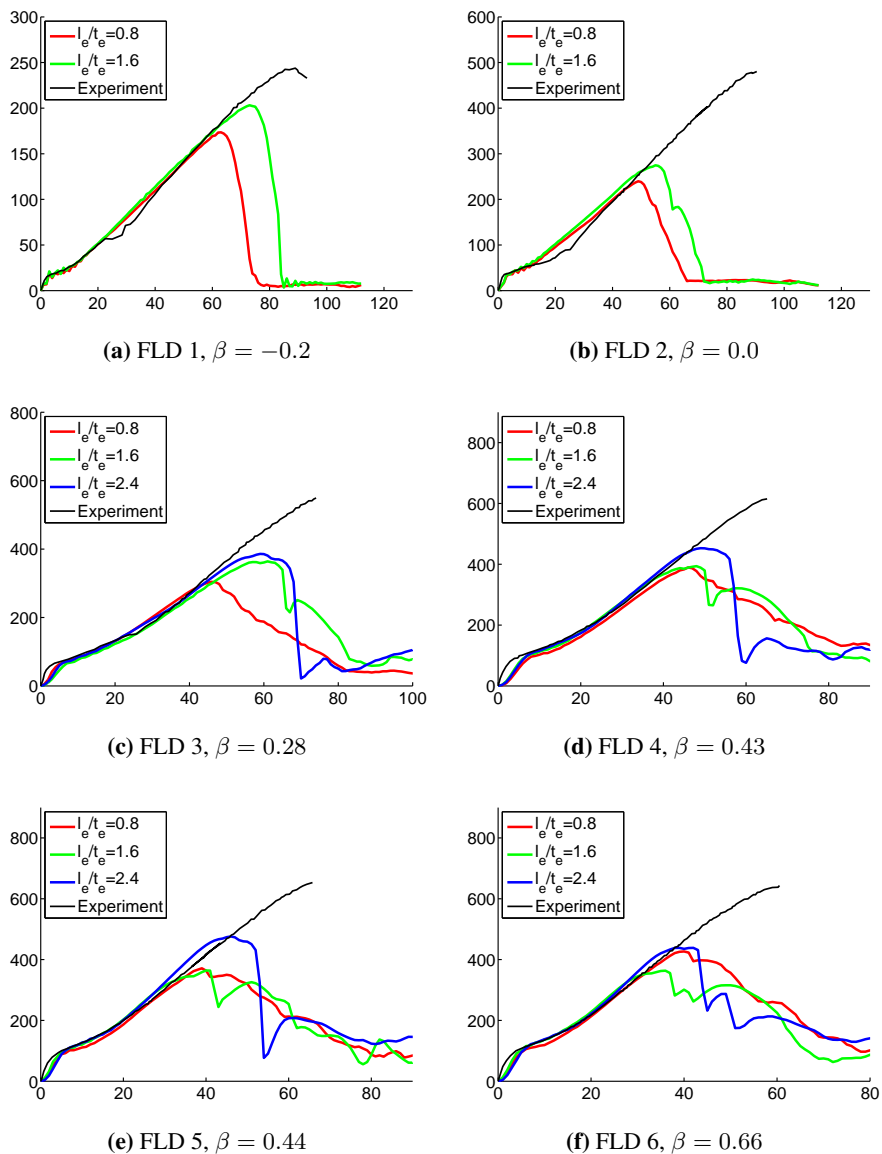 300
250
200
150
100
50
0
0 20 40 60 80 100 120
l_e/t_e=0.8
l_e/t_e=1.6
Experiment
(a) FLD 1, β = −0.2
600
500
400
300
200
100
0
0 20 40 60 80 100 120
l_e/t_e=0.8
l_e/t_e=1.6
Experiment
(b) FLD 2, β = 0.0
800
600
400
200
0
0 20 40 60 80 100
l_e/t_e=0.8
l_e/t_e=1.6
l_e/t_e=2.4
Experiment
(c) FLD 3, β = 0.28
800
600
400
200
0
0 20 40 60 80
l_e/t_e=0.8
l_e/t_e=1.6
l_e/t_e=2.4
Experiment
(d) FLD 4, β = 0.43
800
600
400
200
0
0 20 40 60 80
l_e/t_e=0.8
l_e/t_e=1.6
l_e/t_e=2.4
Experiment
(e) FLD 5, β = 0.44
800
600
400
200
0
0 20 40 60 80
l_e/t_e=0.8
l_e/t_e=1.6
l_e/t_e=2.4
Experiment
(f) FLD 6, β = 0.66